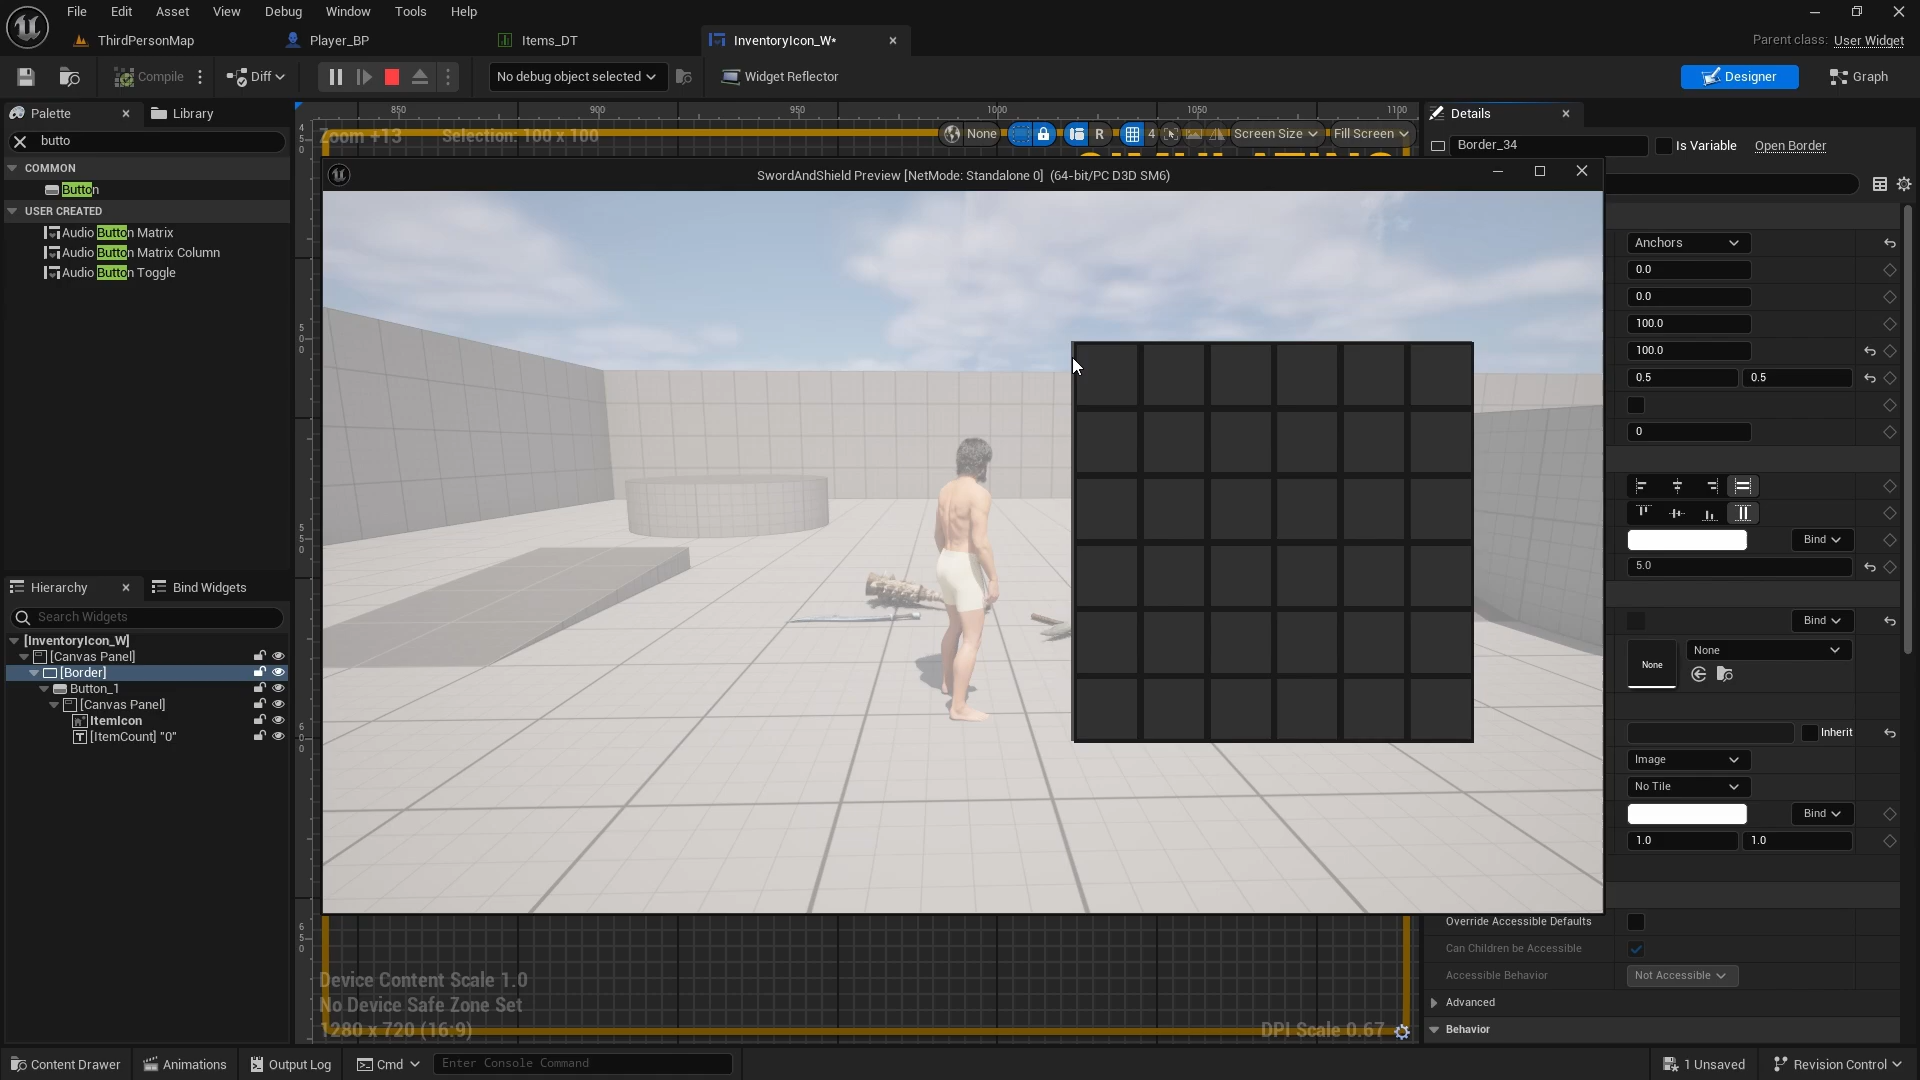 File Edit Asset View Debug Window Tools Help
ThirdPersonMap Player_BP Items_DT InventoryIcon_W* Parent class: User Widget
Compile Diff No debug object selected Widget Reflector Designer Graph
Palette Library
butto
COMMON
Button
USER CREATED
Audio Button Matrix
Audio Button Matrix Column
Audio Button Toggle
Hierarchy Bind Widgets
Search Widgets
[InventoryIcon_W]
[Canvas Panel]
[Border]
Button_1
[Canvas Panel]
ItemIcon
[ItemCount] "0"
850 900 950 1000 1050 1100
Zoom +13 Selection: 100 x 100 None R 4 Screen Size Fill Screen
SIMULATING
SwordAndShield Preview [NetMode: Standalone 0] (64-bit/PC D3D SM6)
Device Content Scale 1.0
No Device Safe Zone Set
1280 x 720 (16:9) DPI Scale 0.67
Details
Border_34 Is Variable Open Border
Anchors
0.0
0.0
100.0
100.0
0.5 0.5
0
Bind
5.0
Bind
None None
Inherit
Image
No Tile
Bind
1.0 1.0
Override Accessible Defaults
Can Children be Accessible
Accessible Behavior Not Accessible
Advanced
Behavior
Content Drawer Animations Output Log Cmd Enter Console Command 1 Unsaved Revision Control